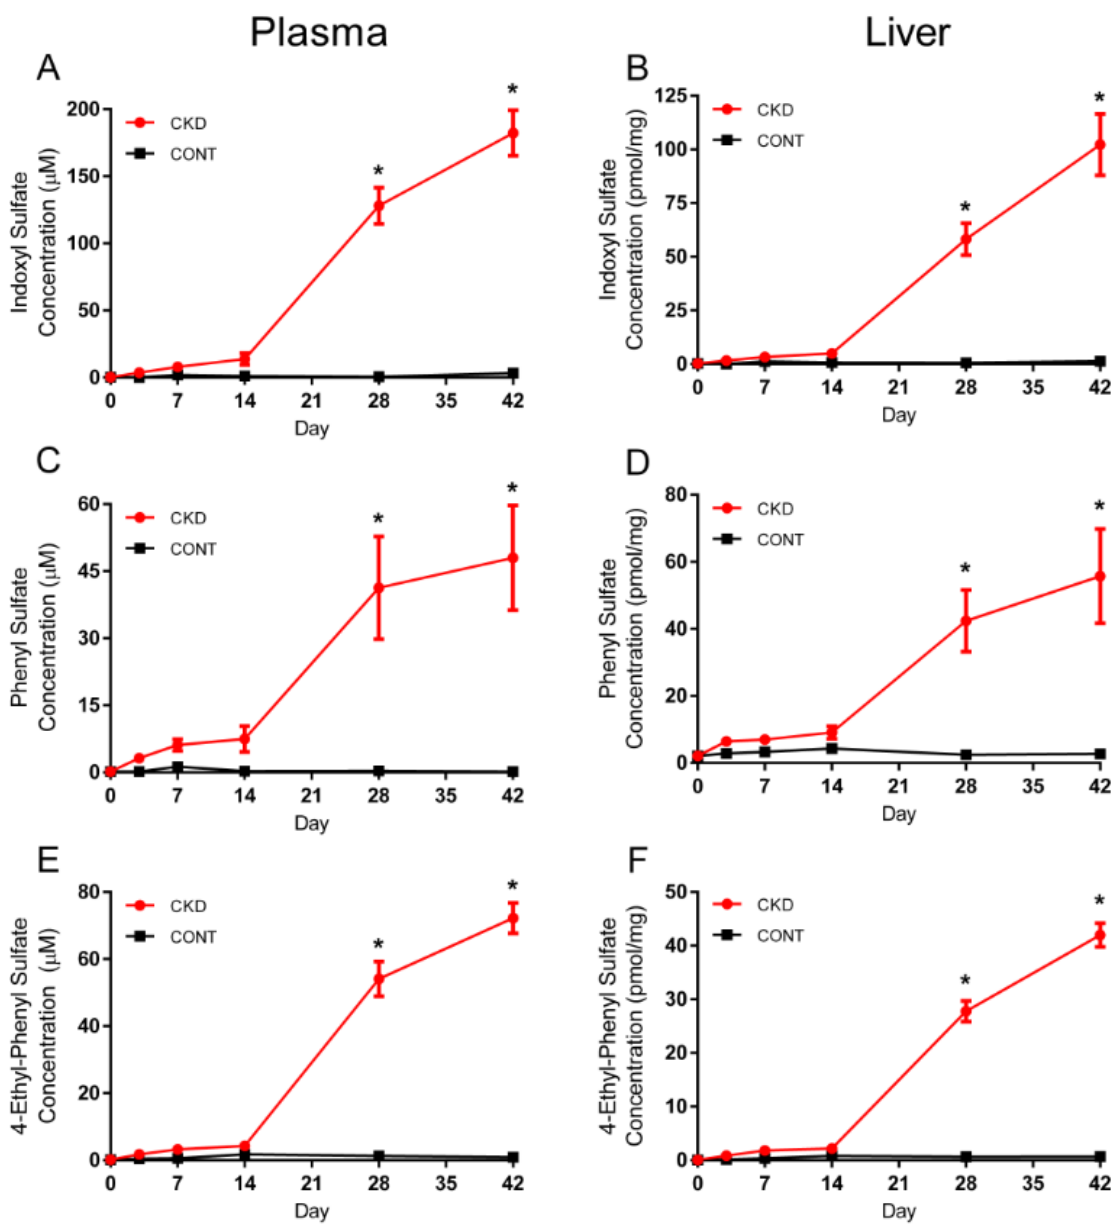 Plasma
Liver
A
*
*
200
150
100
50
0
CKD
CONT
Indoxyl Sulfate
Concentration (μM)
0 7 14 21 28 35 42
Day
B
*
*
125
100
75
50
25
0
CKD
CONT
Indoxyl Sulfate
Concentration (pmol/mg)
0 7 14 21 28 35 42
Day
C
*
*
60
45
30
15
0
CKD
CONT
Phenyl Sulfate
Concentration (μM)
0 7 14 21 28 35 42
Day
D
*
*
80
60
40
20
0
CKD
CONT
Phenyl Sulfate
Concentration (pmol/mg)
0 7 14 21 28 35 42
Day
E
*
*
80
60
40
20
0
CKD
CONT
4-Ethyl-Phenyl Sulfate
Concentration (μM)
0 7 14 21 28 35 42
Day
F
*
*
50
40
30
20
10
0
CKD
CONT
4-Ethyl-Phenyl Sulfate
Concentration (pmol/mg)
0 7 14 21 28 35 42
Day